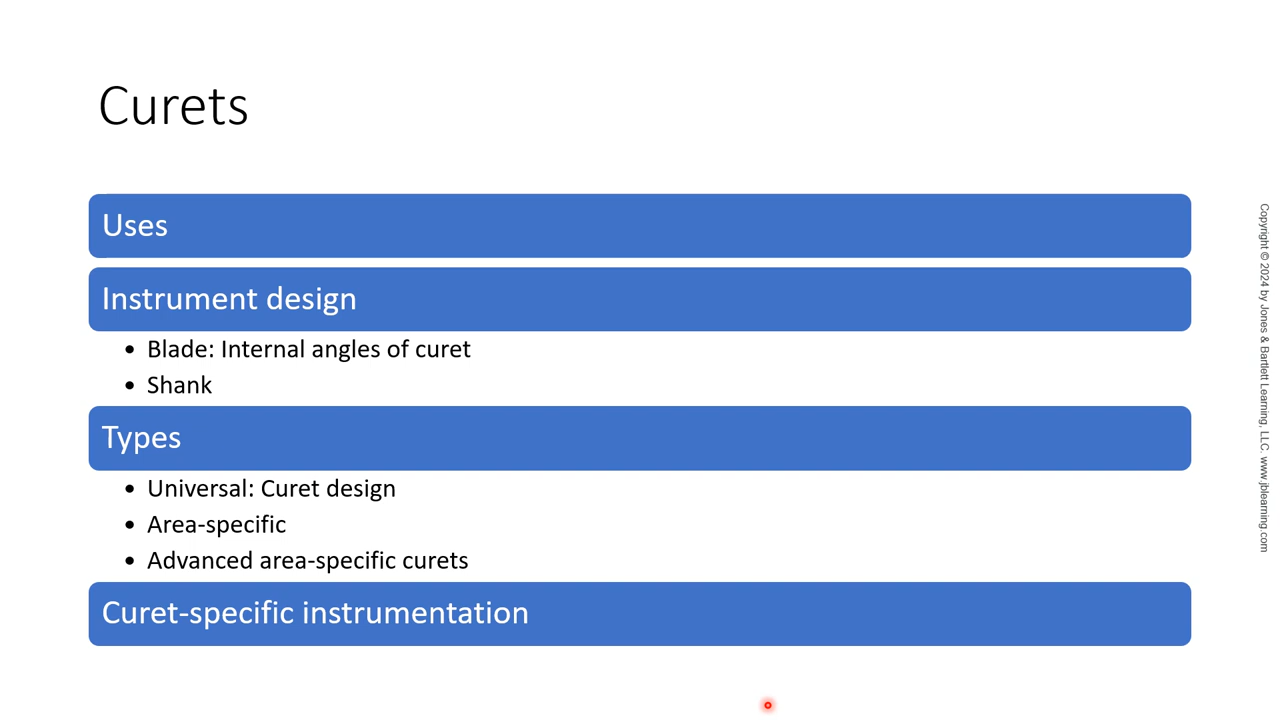 Curets
Uses
Instrument design
• Blade: Internal angles of curet
• Shank
Types
• Universal: Curet design
• Area-specific
• Advanced area-specific curets
Curet-specific instrumentation
Copyright © 2024 by Jones & Bartlett Learning, LLC. www.jblearning.com